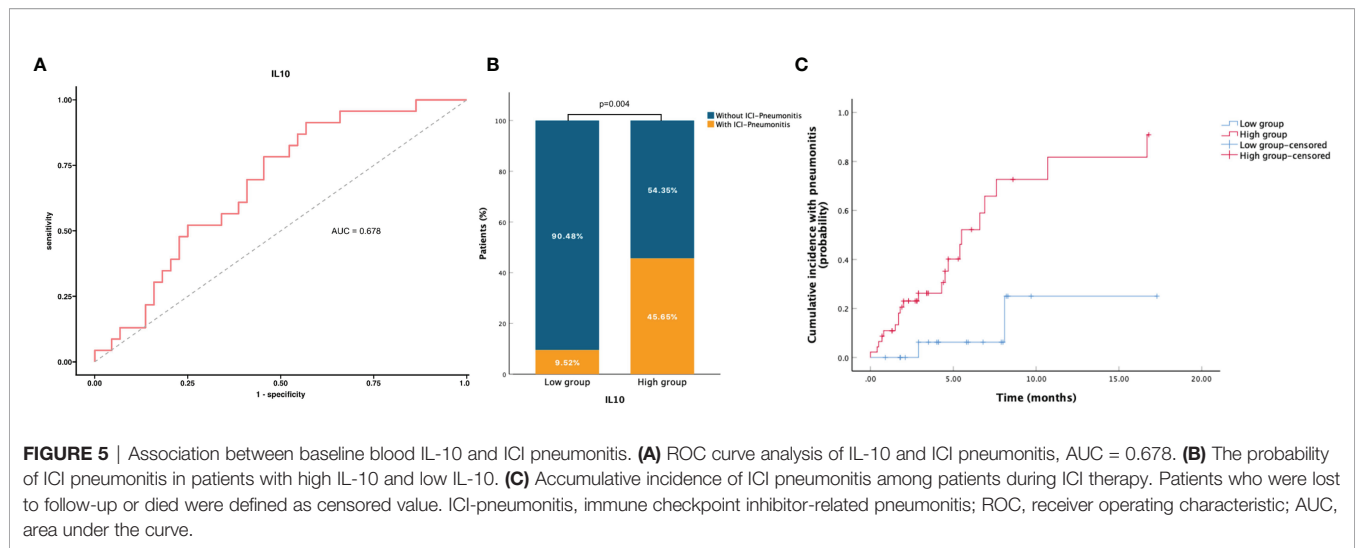 A
IL10
1.00
0.75
0.50
0.25
0.00
sensitivity
AUC = 0.678
0.00
0.25
0.50
0.75
1.0
1 - specificity
B
p=0.004
Without ICI-Pneumonitis
With ICI-Pneumonitis
100
80
60
40
20
0
Patients (%)
90.48%
9.52%
54.35%
45.65%
Low group
High group
IL10
C
1.0
0.8
0.6
0.4
0.2
0.0
Cumulative incidence with pneumonitis
(probability)
Low group
High group
Low group-censored
High group-censored
.00
5.00
10.00
15.00
20.00
Time (months)
FIGURE 5 | Association between baseline blood IL-10 and ICI pneumonitis. (A) ROC curve analysis of IL-10 and ICI pneumonitis, AUC = 0.678. (B) The probability
of ICI pneumonitis in patients with high IL-10 and low IL-10. (C) Accumulative incidence of ICI pneumonitis among patients during ICI therapy. Patients who were lost
to follow-up or died were defined as censored value. ICI-pneumonitis, immune checkpoint inhibitor-related pneumonitis; ROC, receiver operating characteristic; AUC,
area under the curve.